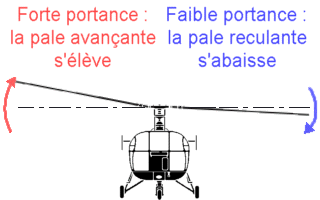 Forte portance :
la pale avançante
s'élève
Faible portance :
la pale reculante
s'abaisse